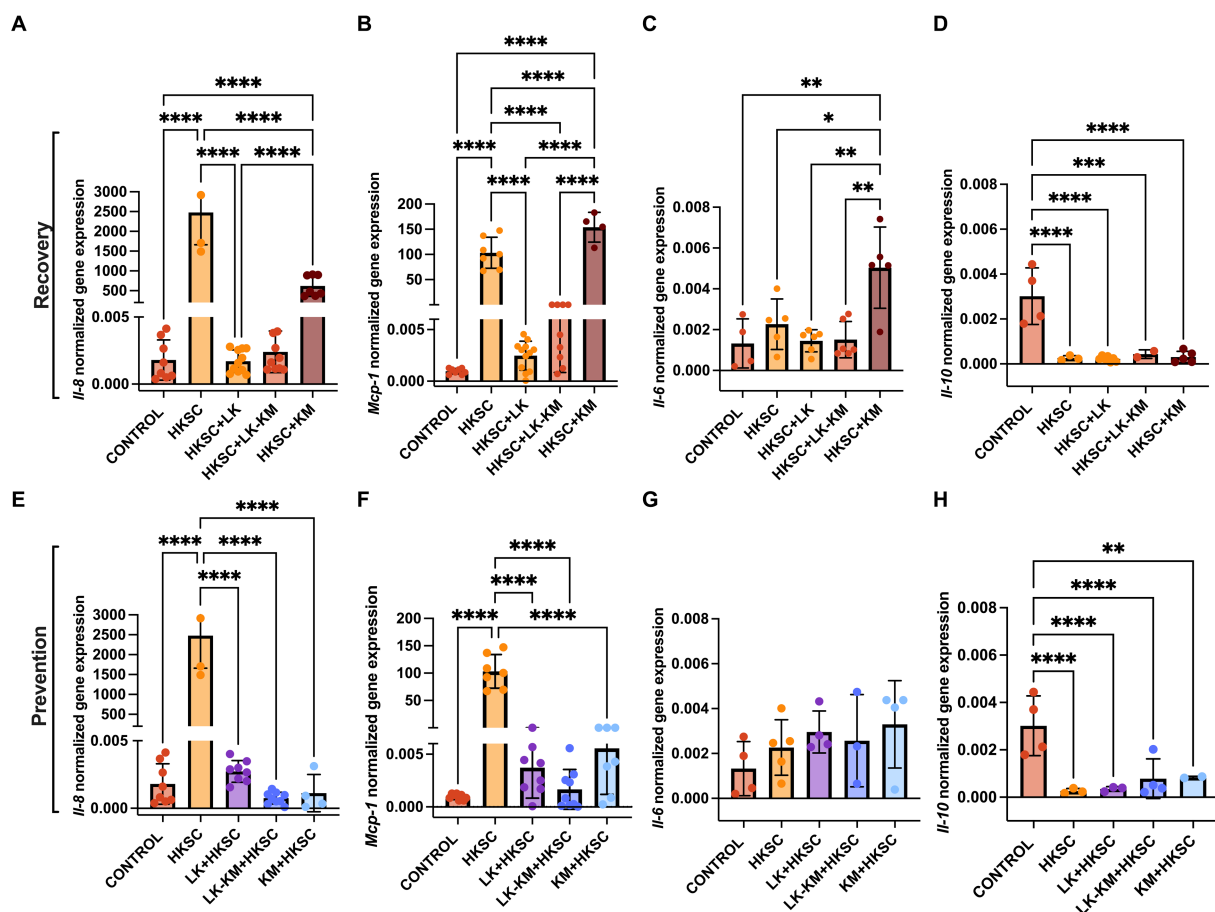 A
B
C
D
Recovery
Il-8 normalized gene expression
3000
2500
2000
1500
1000
500
0.005
0.000
****
****
****
****
****
CONTROL
HKSC
HKSC+LK
HKSC+LK-KM
HKSC+KM
Mcp-1 normalized gene expression
200
150
100
50
0.005
0.000
****
****
****
****
****
****
****
CONTROL
HKSC
HKSC+LK
HKSC+LK-KM
HKSC+KM
Il-6 normalized gene expression
0.008
0.006
0.004
0.002
0.000
**
*
**
**
CONTROL
HKSC
HKSC+LK
HKSC+LK-KM
HKSC+KM
Il-10 normalized gene expression
0.008
0.006
0.004
0.002
0.000
****
***
****
****
CONTROL
HKSC
HKSC+LK
HKSC+LK-KM
HKSC+KM
E
F
G
H
Prevention
Il-8 normalized gene expression
3000
2500
2000
1500
1000
500
0.005
0.000
****
****
****
****
CONTROL
HKSC
LK+HKSC
LK-KM+HKSC
KM+HKSC
Mcp-1 normalized gene expression
200
150
100
50
0.005
0.000
****
****
****
****
CONTROL
HKSC
LK+HKSC
LK-KM+HKSC
KM+HKSC
Il-6 normalized gene expression
0.008
0.006
0.004
0.002
0.000
CONTROL
HKSC
LK+HKSC
LK-KM+HKSC
KM+HKSC
Il-10 normalized gene expression
0.008
0.006
0.004
0.002
0.000
**
****
****
****
CONTROL
HKSC
LK+HKSC
LK-KM+HKSC
KM+HKSC